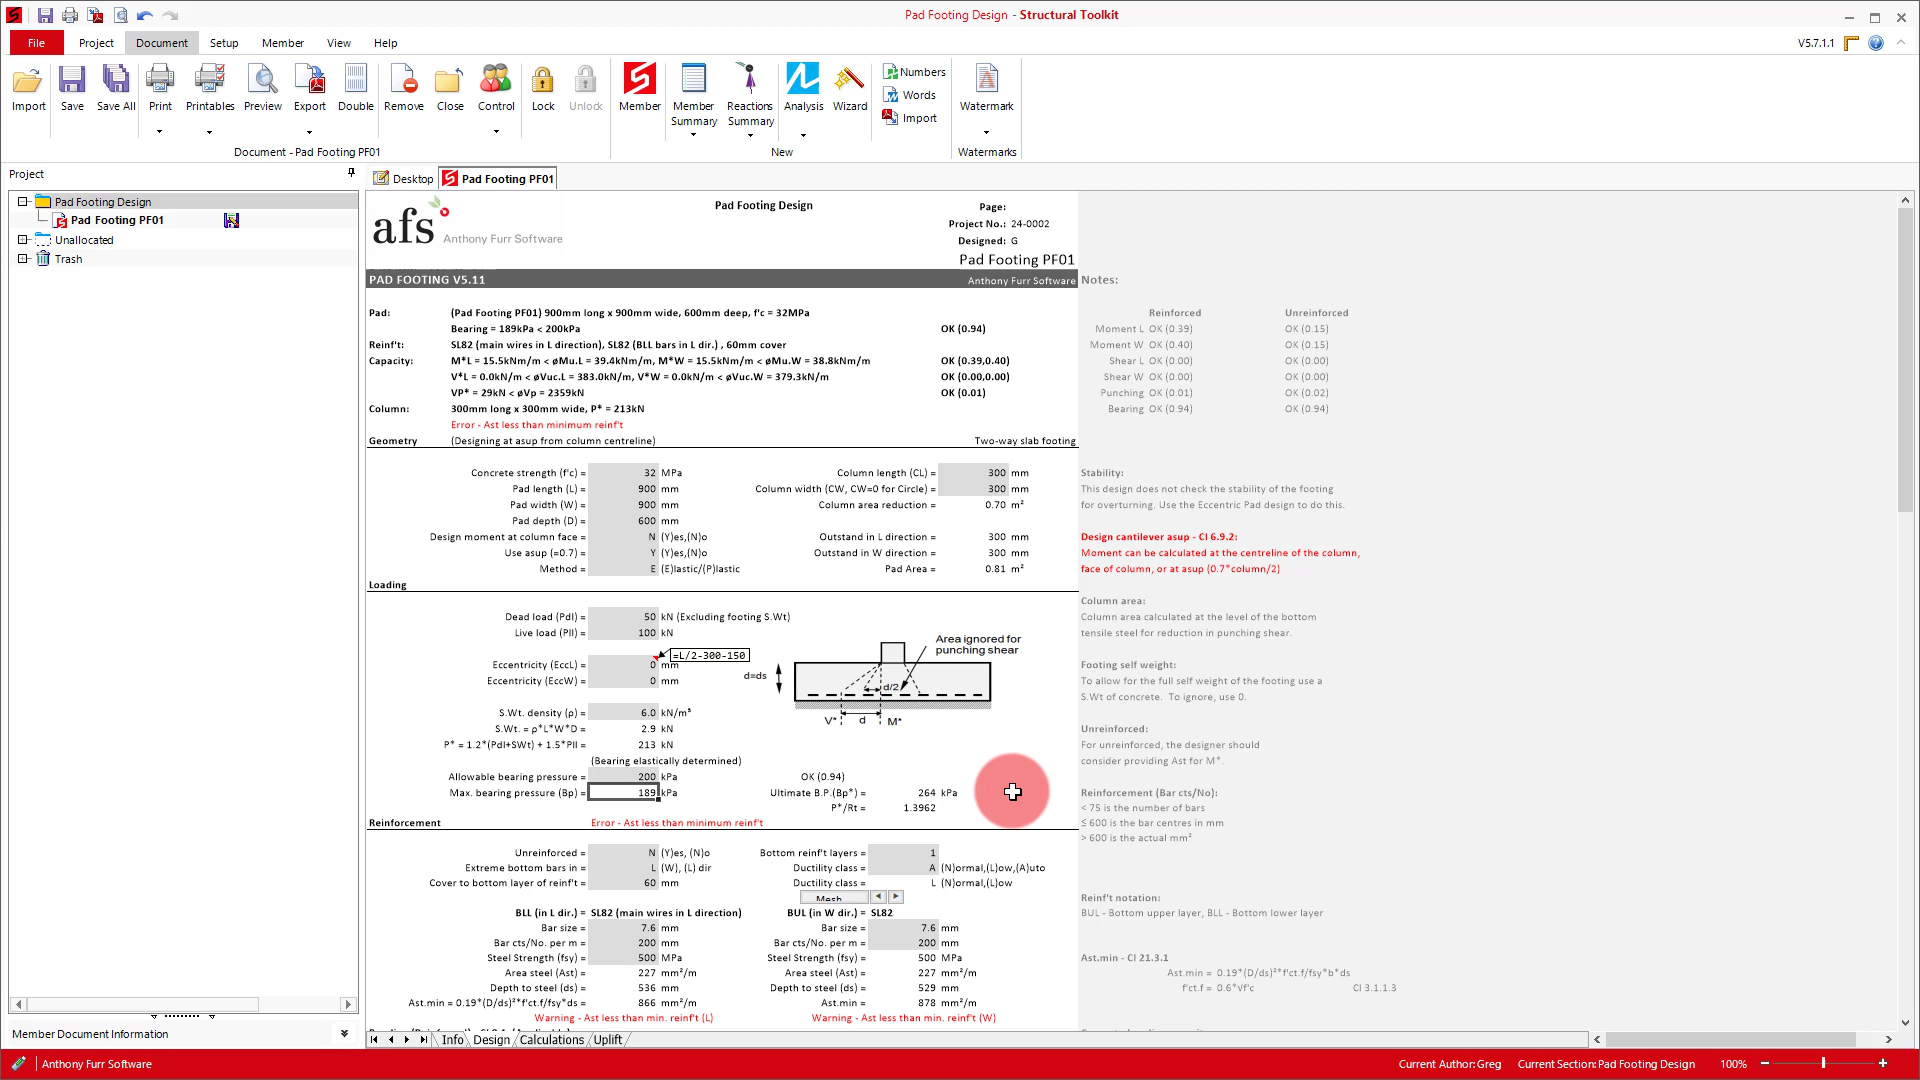 Pad Footing Design - Structural Toolkit
File Project Document Setup Member View Help V5.7.1.1
Import Save Save All Print Printables Preview Export Double Remove Close Control Lock Unlock Member Member Summary Reactions Summary Analysis Wizard Numbers Words Import Watermark
Document - Pad Footing PF01 New Watermarks
Project
Pad Footing Design
Pad Footing PF01
Unallocated
Trash
Member Document Information
Desktop Pad Footing PF01
afs Anthony Furr Software
Pad Footing Design
Page:
Project No.: 24-0002
Designed: G
Pad Footing PF01
PAD FOOTING V5.11 Anthony Furr Software Notes:
Pad: (Pad Footing PF01) 900mm long x 900mm wide, 600mm deep, f'c = 32MPa Reinforced Unreinforced
Bearing = 189kPa < 200kPa OK (0.94) Moment L OK (0.39) OK (0.15)
Reinf't: SL82 (main wires in L direction), SL82 (BLL bars in L dir.) , 60mm cover Moment W OK (0.40) OK (0.15)
Capacity: M*L = 15.5kNm/m < øMu.L = 39.4kNm/m, M*W = 15.5kNm/m < øMu.W = 38.8kNm/m OK (0.39,0.40) Shear L OK (0.00) OK (0.00)
V*L = 0.0kN/m < øVuc.L = 383.0kN/m, V*W = 0.0kN/m < øVuc.W = 379.3kN/m OK (0.00,0.00) Shear W OK (0.00) OK (0.00)
VP* = 29kN < øVp = 2359kN OK (0.01) Punching OK (0.01) OK (0.02)
Column: 300mm long x 300mm wide, P* = 213kN Bearing OK (0.94) OK (0.94)
Error - Ast less than minimum reinf't
Geometry (Designing at asup from column centreline) Two-way slab footing
Concrete strength (f'c) = 32 MPa Column length (CL) = 300 mm Stability:
Pad length (L) = 900 mm Column width (CW, CW=0 for Circle) = 300 mm This design does not check the stability of the footing
Pad width (W) = 900 mm Column area reduction = 0.70 m² for overturning. Use the Eccentric Pad design to do this.
Pad depth (D) = 600 mm
Design moment at column face = N (Y)es,(N)o Outstand in L direction = 300 mm Design cantilever asup - Cl 6.9.2:
Use asup (=0.7) = Y (Y)es,(N)o Outstand in W direction = 300 mm Moment can be calculated at the centreline of the column,
Method = E (E)lastic/(P)lastic Pad Area = 0.81 m² face of column, or at asup (0.7*column/2)
Loading
Column area:
Dead load (Pdl) = 50 kN (Excluding footing S.Wt) Column area calculated at the level of the bottom
Live load (Pll) = 100 kN tensile steel for reduction in punching shear.
Area ignored for
punching shear
=L/2-300-150
Eccentricity (EccL) = 0 mm Footing self weight:
d=ds
Eccentricity (EccW) = 0 mm To allow for the full self weight of the footing use a
d/2
S.Wt of concrete. To ignore, use 0.
S.Wt. density (ρ) = 6.0 kN/m³
V* d M*
S.Wt. = ρ*L*W*D = 2.9 kN Unreinforced:
P* = 1.2*(Pdl+SWt) + 1.5*Pll = 213 kN For unreinforced, the designer should
(Bearing elastically determined) consider providing Ast for M*.
Allowable bearing pressure = 200 kPa OK (0.94)
Max. bearing pressure (Bp) = 189 kPa Ultimate B.P.(Bp*) = 264 kPa Reinforcement (Bar cts/No):
P*/Rt = 1.3962 < 75 is the number of bars
Reinforcement Error - Ast less than minimum reinf't ≤ 600 is the bar centres in mm
> 600 is the actual mm²
Unreinforced = N (Y)es, (N)o Bottom reinf't layers = 1
Extreme bottom bars in = L (W), (L) dir Ductility class = A (N)ormal,(L)ow,(A)uto
Cover to bottom layer of reinf't = 60 mm Ductility class = L (N)ormal,(L)ow
Mesh Reinf't notation:
BLL (in L dir.) = SL82 (main wires in L direction) BUL (in W dir.) = SL82 BUL - Bottom upper layer, BLL - Bottom lower layer
Bar size = 7.6 mm Bar size = 7.6 mm
Bar cts/No. per m = 200 mm Bar cts/No. per m = 200 mm
Steel Strength (fsy) = 500 MPa Steel Strength (fsy) = 500 MPa Ast.min - Cl 21.3.1
Area steel (Ast) = 227 mm²/m Area steel (Ast) = 227 mm²/m Ast.min = 0.19*(D/ds)²*f'ct.f/fsy*b*ds
Depth to steel (ds) = 536 mm Depth to steel (ds) = 529 mm f'ct.f = 0.6*√f'c Cl 3.1.1.3
Ast.min = 0.19*(D/ds)²*f'ct.f/fsy*ds = 866 mm²/m Ast.min = 878 mm²/m
Warning - Ast less than min. reinf't (L) Warning - Ast less than min. reinf't (W)
Info Design Calculations Uplift
Anthony Furr Software Current Author: Greg Current Section: Pad Footing Design 100%